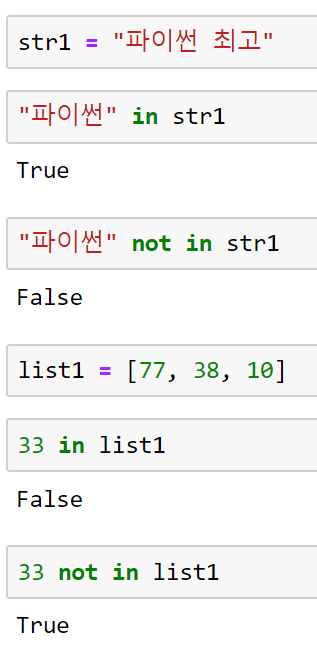 str1 = "파이썬 최고"
"파이썬" in str1
True
"파이썬" not in str1
False
list1 = [77, 38, 10]
33 in list1
False
33 not in list1
True